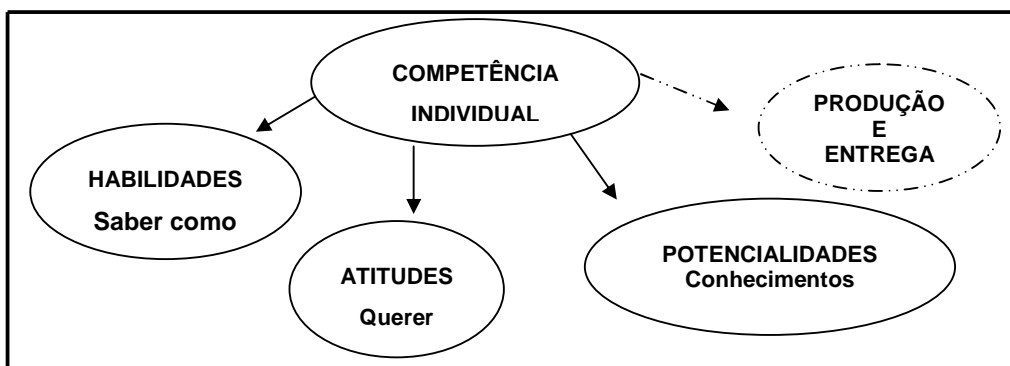 COMPETÊNCIA
INDIVIDUAL
PRODUÇÃO
E
ENTREGA
HABILIDADES
Saber como
ATITUDES
Querer
POTENCIALIDADES
Conhecimentos